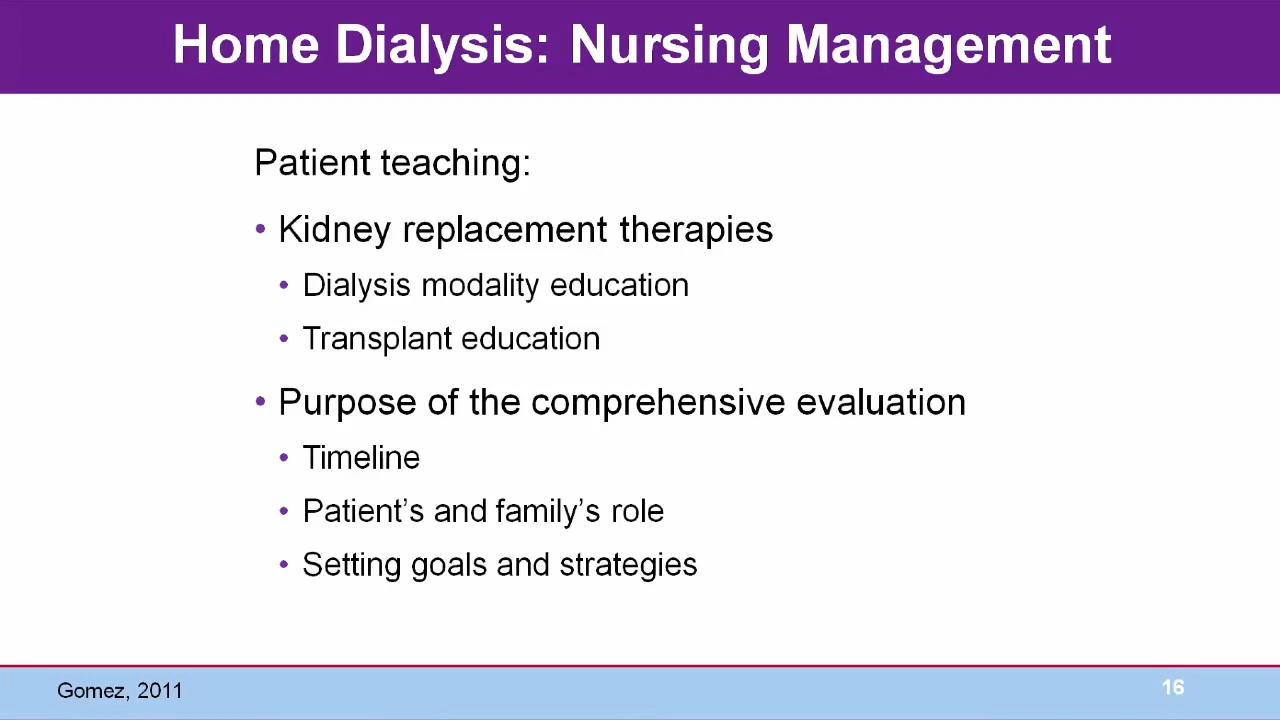 Home Dialysis: Nursing Management
Patient teaching:
• Kidney replacement therapies
• Dialysis modality education
• Transplant education
• Purpose of the comprehensive evaluation
• Timeline
• Patient’s and family’s role
• Setting goals and strategies
Gomez, 2011
16